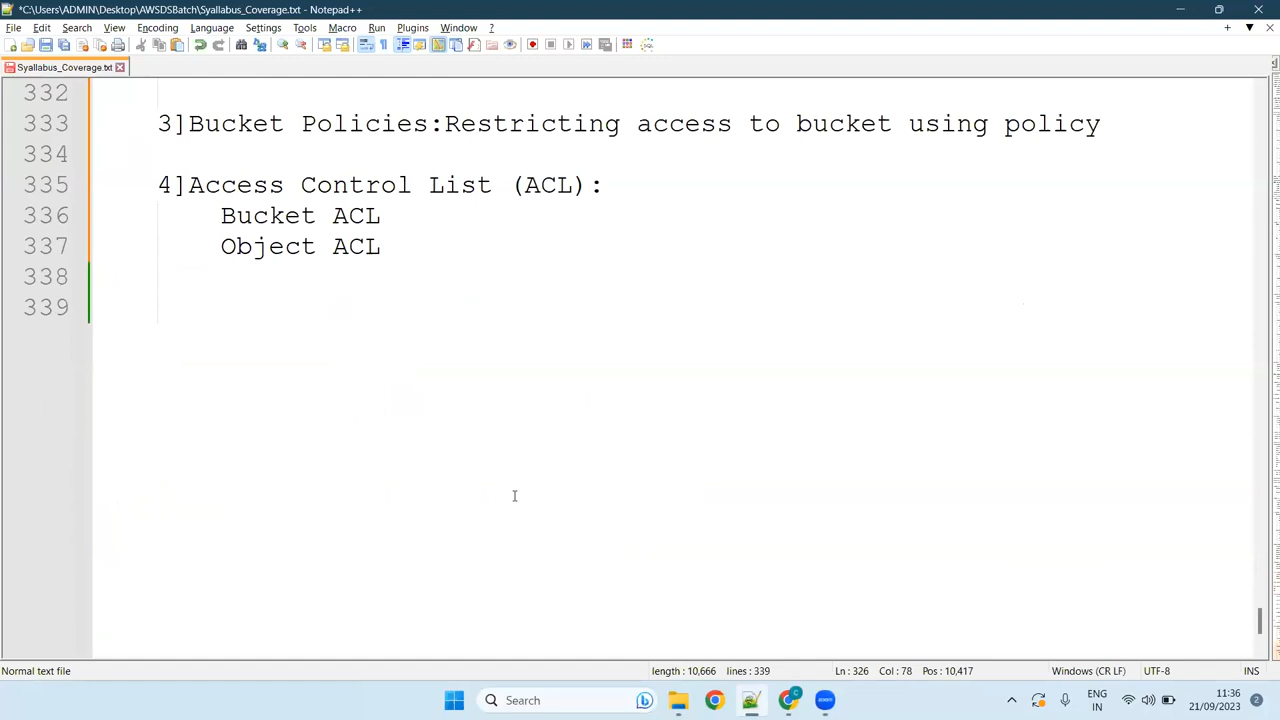 *C:\Users\ADMIN\Desktop\AWSDSBatch\Syallabus_Coverage.txt - Notepad++
File Edit Search View Encoding Language Settings Tools Macro Run Plugins Window ?
Syallabus_Coverage.txt
332
333 3]Bucket Policies:Restricting access to bucket using policy
334
335 4]Access Control List (ACL):
336 Bucket ACL
337 Object ACL
338
339
Normal text file length : 10,666 lines : 339 Ln : 326 Col : 78 Pos : 10,417 Windows (CR LF) UTF-8 INS
Search ENG 11:36
IN 21/09/2023